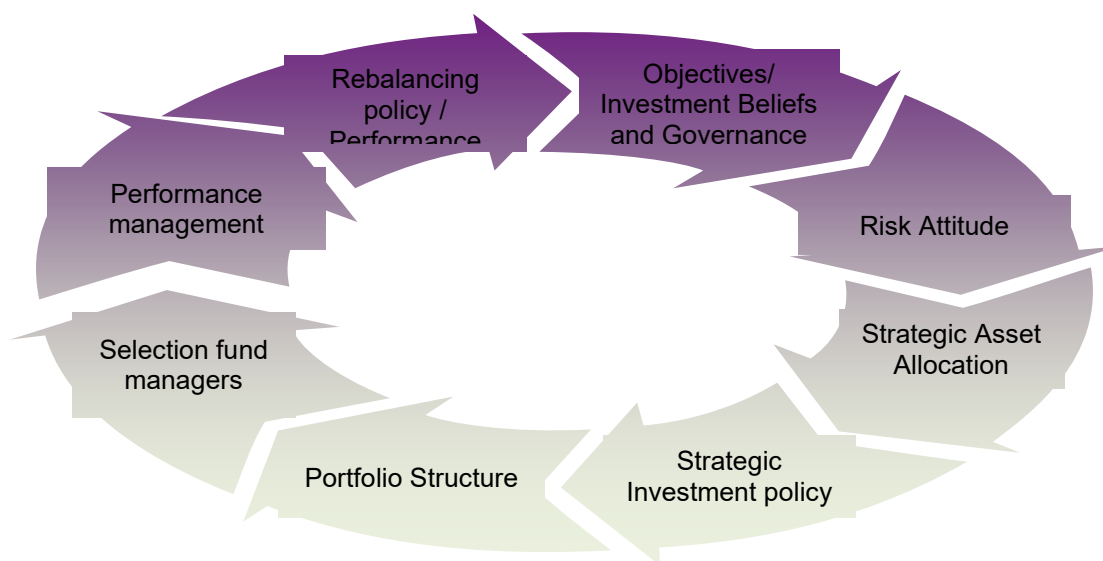 Rebalancing
policy /
Performance
Objectives/
Investment Beliefs
and Governance
Risk Attitude
Strategic Asset
Allocation
Strategic
Investment policy
Portfolio Structure
Selection fund
managers
Performance
management